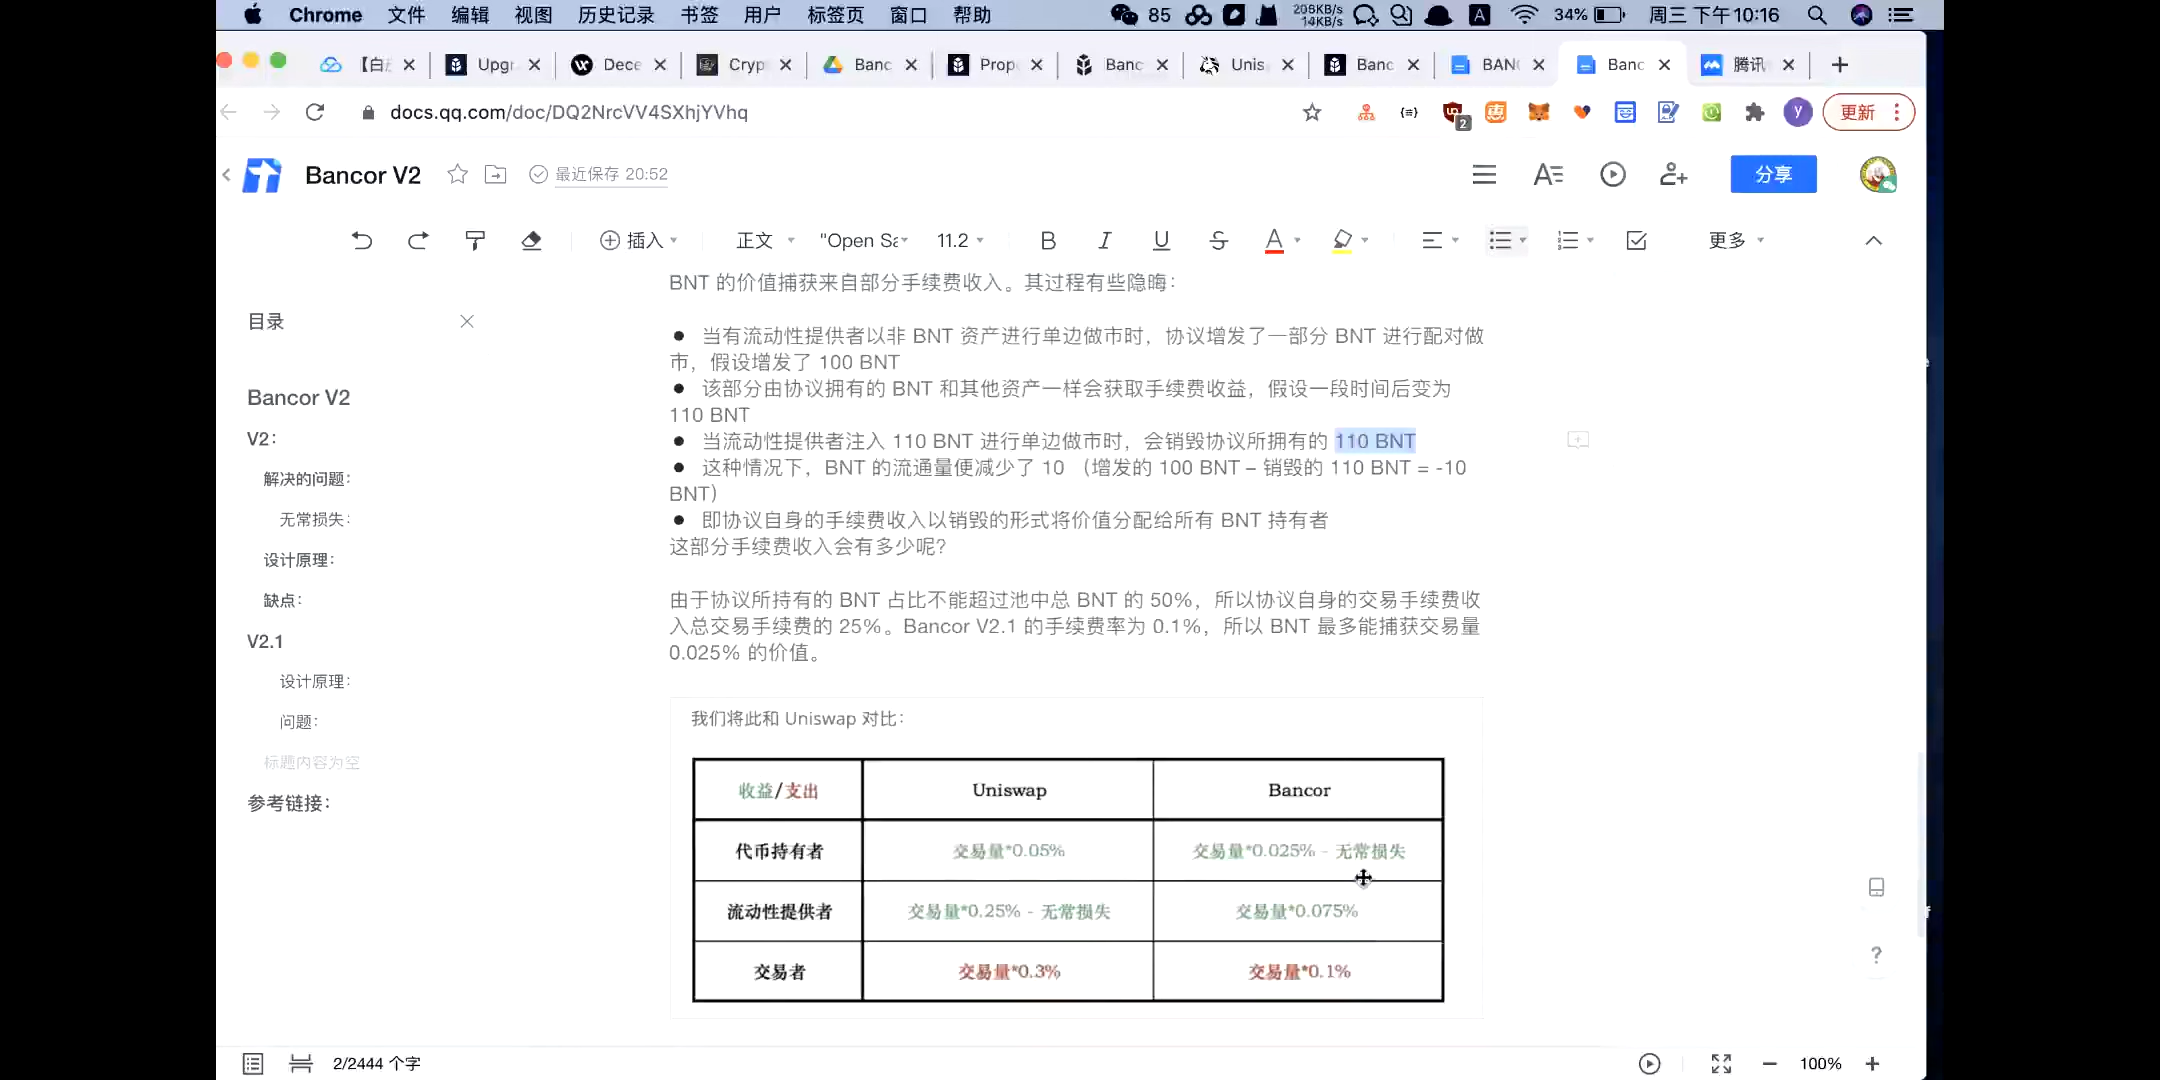 Chrome 文件 编辑 视图 历史记录 书签 用户 标签页 窗口 帮助 85 14KB/s 34% 周三 下午10:16
Upgr Dece Cryp Banc Prop Banc Unis Banc Banc 腾讯
docs.qq.com/doc/DQ2NrcVV4SXhjYVhq 2 y 更新
Bancor V2 最近保存 20:52 分享
插入 正文 "Open Sa 11.2 B I U S A 更多
目录
Bancor V2
V2：
解决的问题：
无常损失：
设计原理：
缺点：
V2.1
设计原理：
问题：
标题内容为空
参考链接：
BNT 的价值捕获来自部分手续费收入。其过程有些隐晦：
● 当有流动性提供者以非 BNT 资产进行单边做市时，协议增发了一部分 BNT 进行配对做
市，假设增发了 100 BNT
● 该部分由协议拥有的 BNT 和其他资产一样会获取手续费收益，假设一段时间后变为
110 BNT
● 当流动性提供者注入 110 BNT 进行单边做市时，会销毁协议所拥有的 110 BNT
● 这种情况下，BNT 的流通量便减少了 10 （增发的 100 BNT – 销毁的 110 BNT = -10
BNT）
● 即协议自身的手续费收入以销毁的形式将价值分配给所有 BNT 持有者
这部分手续费收入会有多少呢？
由于协议所持有的 BNT 占比不能超过池中总 BNT 的 50%，所以协议自身的交易手续费收
入总交易手续费的 25%。Bancor V2.1 的手续费率为 0.1%，所以 BNT 最多能捕获交易量
0.025% 的价值。
我们将此和 Uniswap 对比：
收益/支出 Uniswap Bancor
代币持有者 交易量*0.05% 交易量*0.025% - 无常损失
流动性提供者 交易量*0.25% - 无常损失 交易量*0.075%
交易者 交易量*0.3% 交易量*0.1%
2/2444 个字 100%